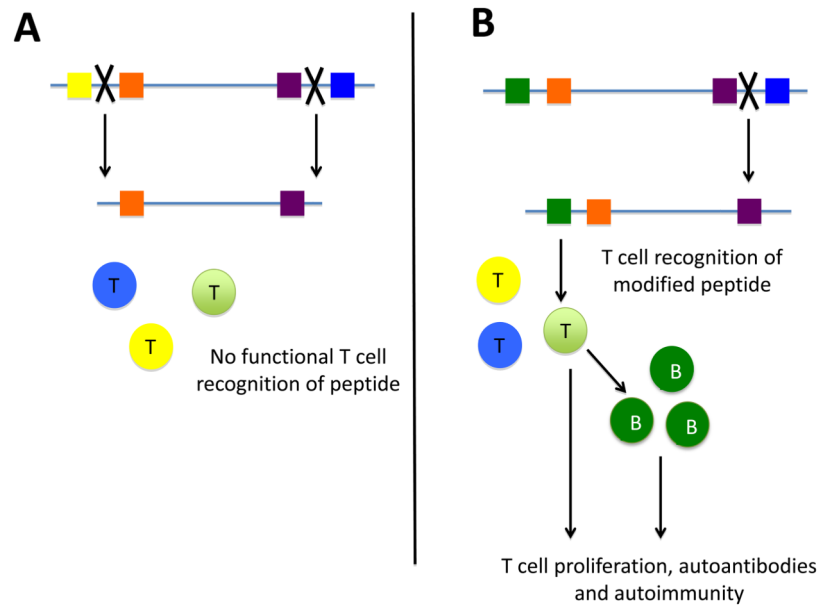 A
T
T
T
No functional T cell
recognition of peptide
B
T cell recognition of
modified peptide
T
T
T
B
B
B
T cell proliferation, autoantibodies
and autoimmunity